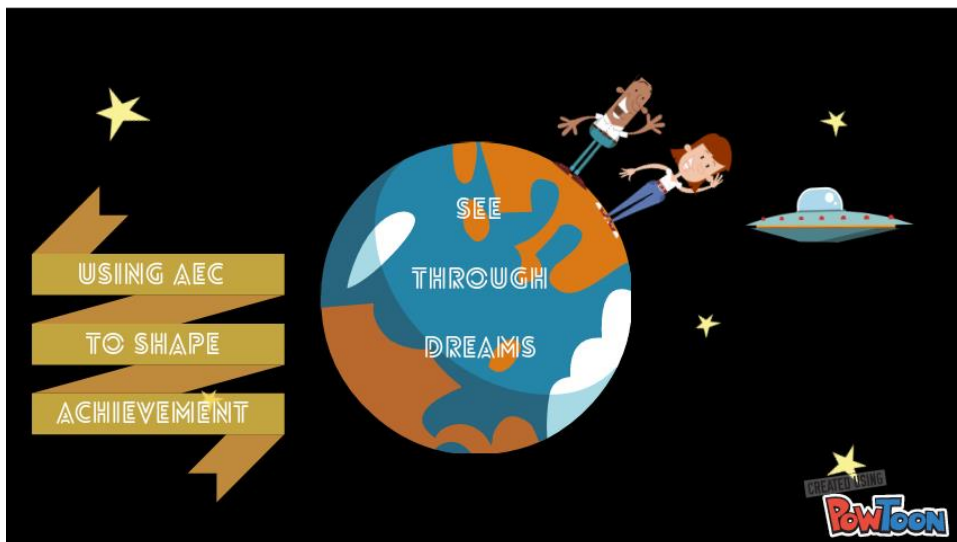 USING AEC
TO SHAPE
ACHIEVEMENT
SEE
THROUGH
DREAMS
CREATED USING
POWTOON